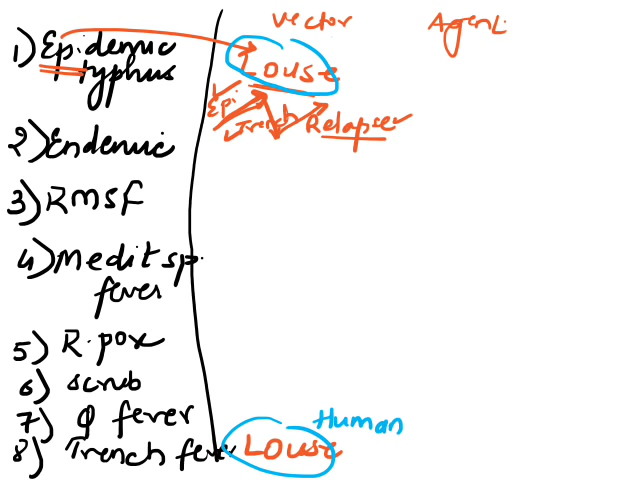 Vector Agent
1) Epidemic Louse
typhus
Epi Trench Relapse
2) Endemic
3) RMSF
4) Medit sp.
fever
5) R. pox
6) scrub
7) Q fever Human
8) Trench fever Louse